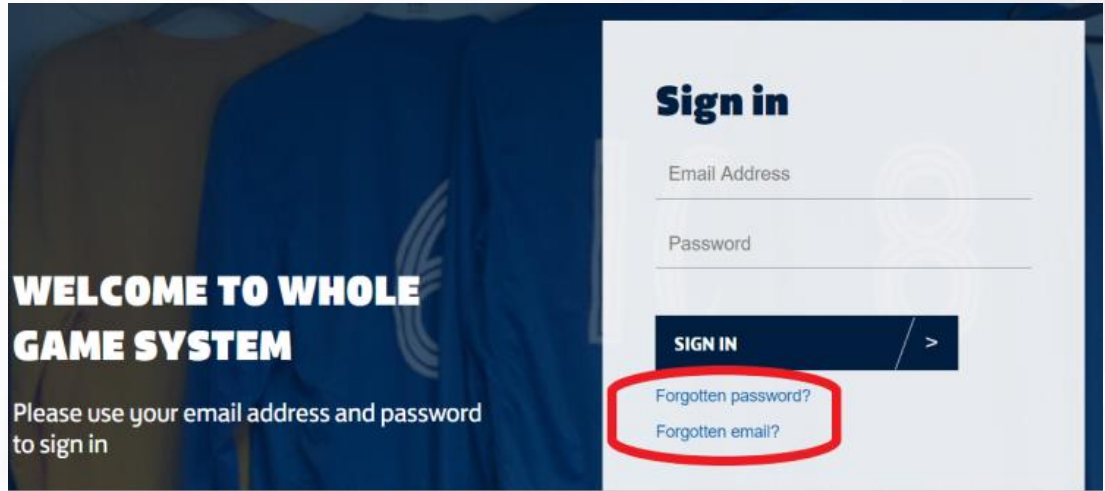 WELCOME TO WHOLE
GAME SYSTEM
Please use your email address and password
to sign in
Sign in
Email Address
Password
SIGN IN >
Forgotten password?
Forgotten email?